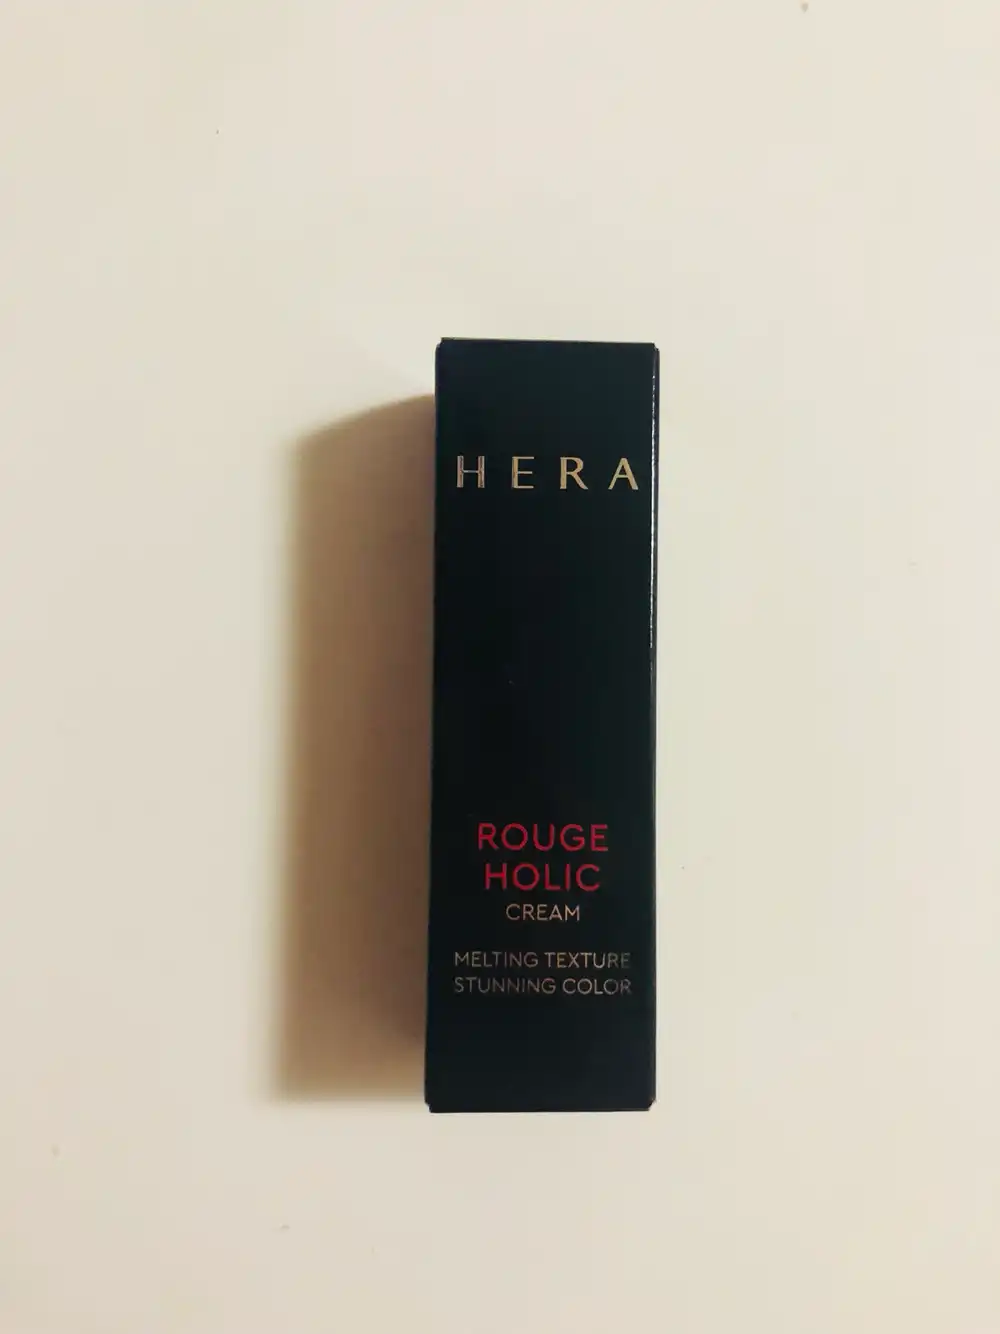 HERA
ROUGE
HOLIC
CREAM
MELTING TEXTURE
STUNNING COLOR